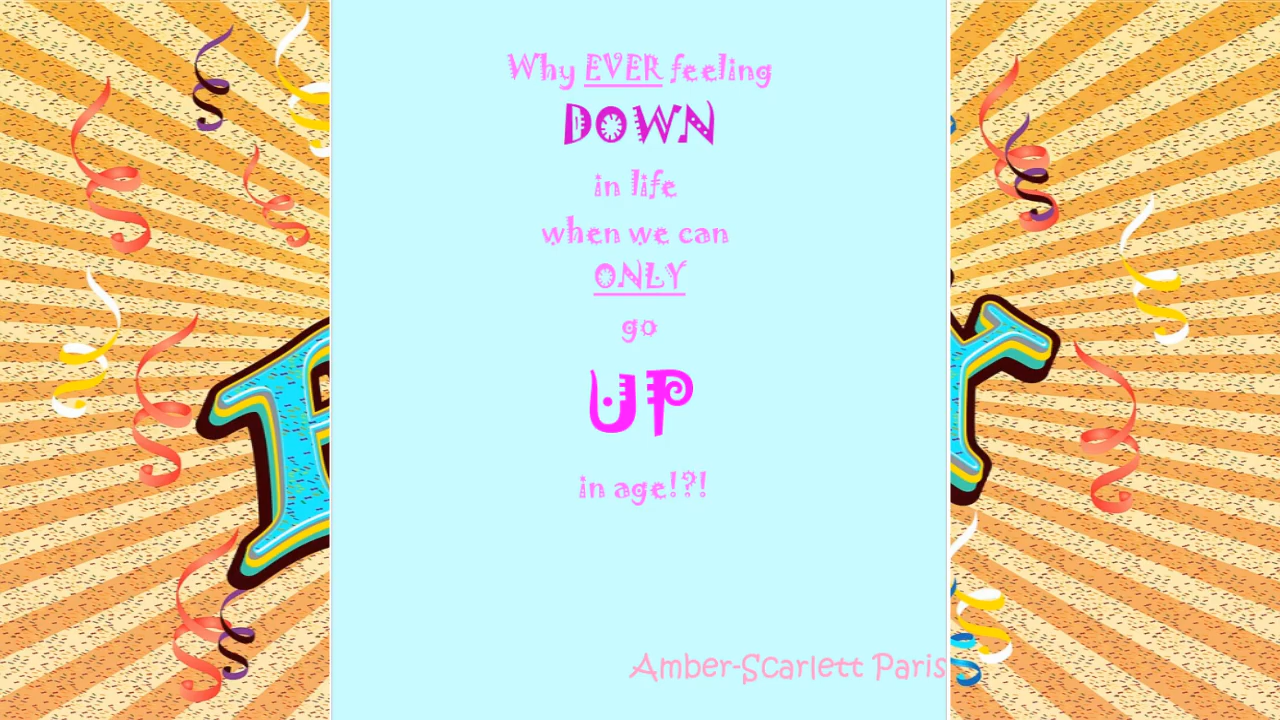 Why EVER feeling
DOWN
in life
when we can
ONLY
go
UP
in age!?!
Amber-Scarlett Paris